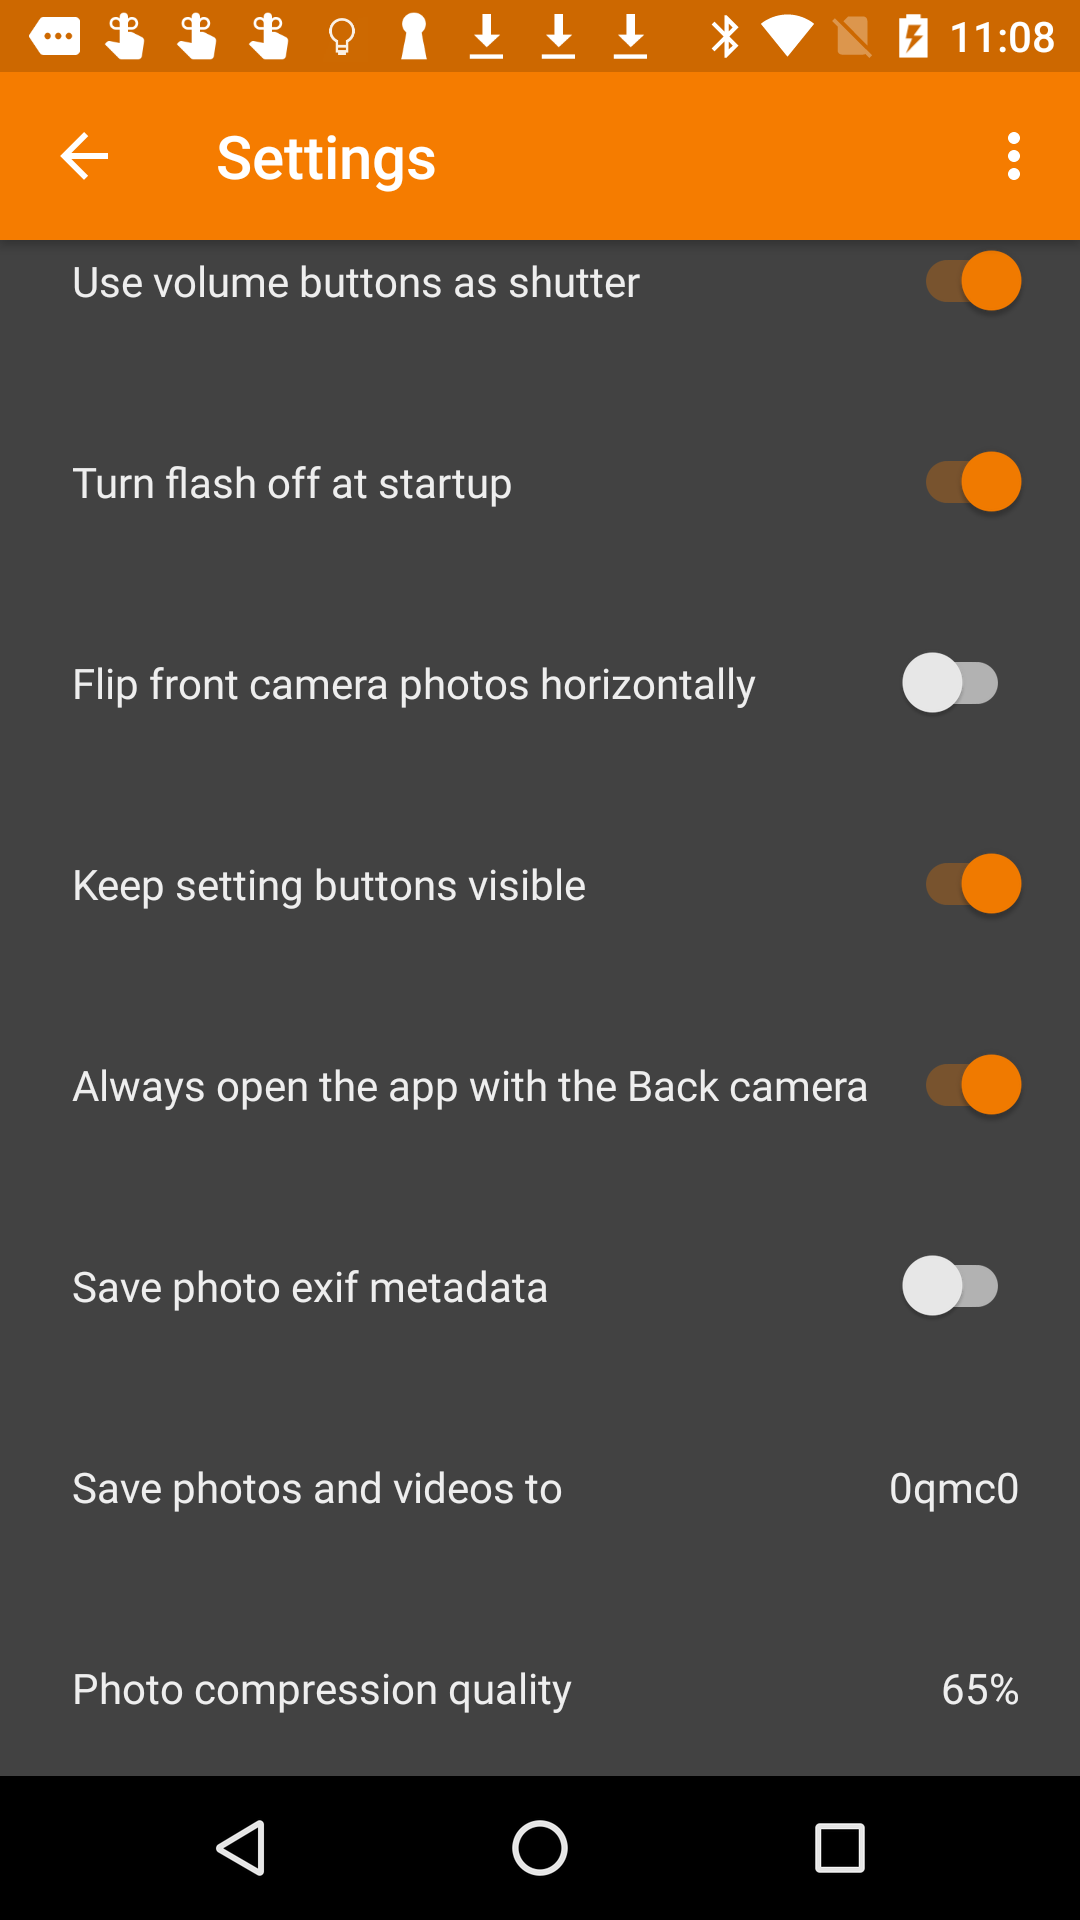 11:08
Settings
Use volume buttons as shutter
Turn flash off at startup
Flip front camera photos horizontally
Keep setting buttons visible
Always open the app with the Back camera
Save photo exif metadata
Save photos and videos to 0qmc0
Photo compression quality 65%